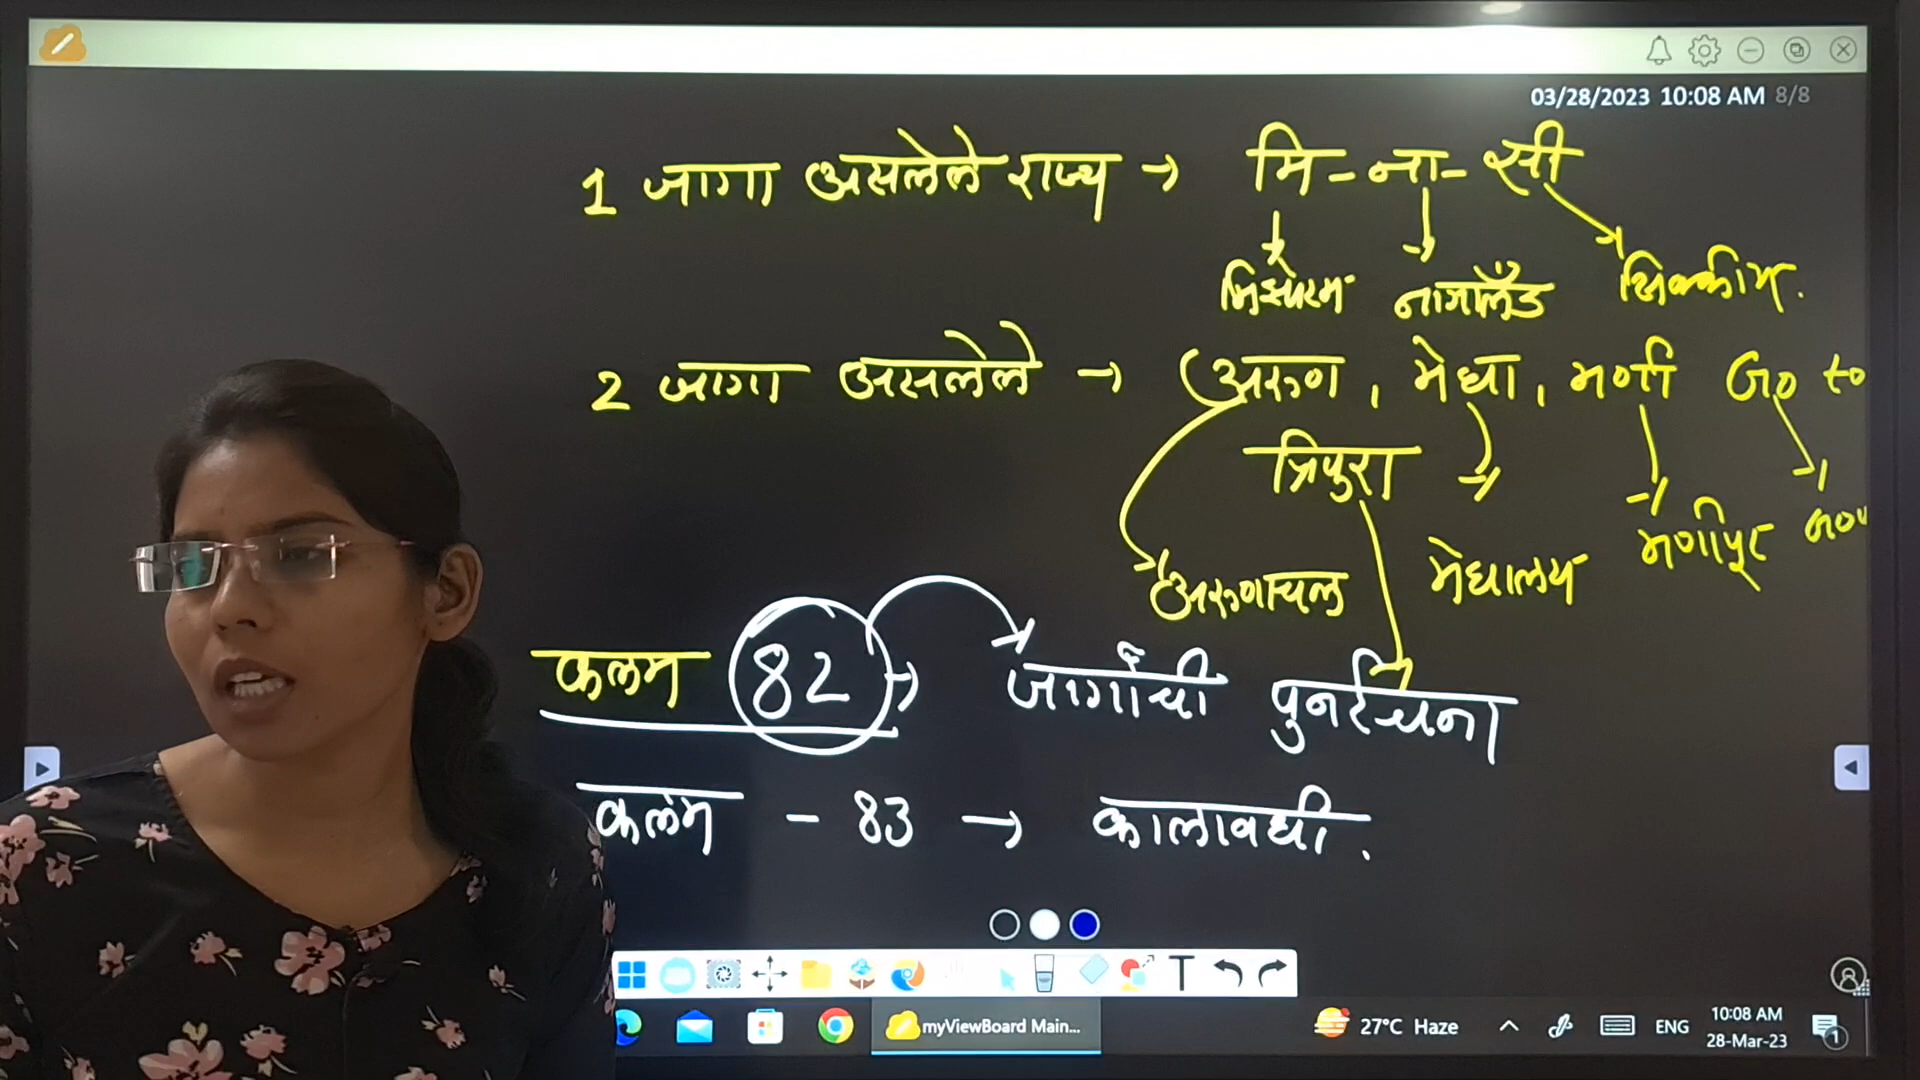 03/28/2023 10:08 AM 8/8
1 जागा असलेले राज्य → मि - ना - सी
मिझोरम नागालँड सिक्कीम.
2 जागा असलेले → अरुण, मेघा, मणी Go to
त्रिपुरा
अरुणाचल मेघालय मणीपूर
कलम 82 → जागांची पुनर्रचना
कलम - 83 → कालावधी.
T
myViewBoard Main...
27°C Haze
ENG
10:08 AM
28-Mar-23
1